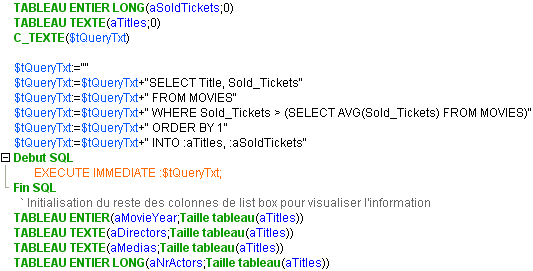 TABLEAU ENTIER LONG(aSoldTickets;0)
TABLEAU TEXTE(aTitles;0)
C_TEXTE($tQueryTxt)
$tQueryTxt:=""
$tQueryTxt:=$tQueryTxt+"SELECT Title, Sold_Tickets"
$tQueryTxt:=$tQueryTxt+" FROM MOVIES"
$tQueryTxt:=$tQueryTxt+" WHERE Sold_Tickets > (SELECT AVG(Sold_Tickets) FROM MOVIES)"
$tQueryTxt:=$tQueryTxt+" ORDER BY 1"
$tQueryTxt:=$tQueryTxt+" INTO :aTitles, :aSoldTickets"
Debut SQL
EXECUTE IMMEDIATE :$tQueryTxt;
Fin SQL
` Initialisation du reste des colonnes de list box pour visualiser l'information
TABLEAU ENTIER(aMovieYear;Taille tableau(aTitles))
TABLEAU TEXTE(aDirectors;Taille tableau(aTitles))
TABLEAU TEXTE(aMedias;Taille tableau(aTitles))
TABLEAU ENTIER LONG(aNrActors;Taille tableau(aTitles))